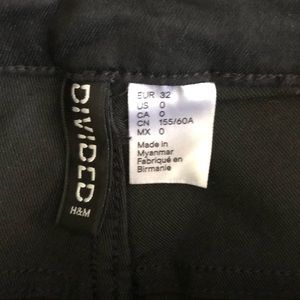 DIVIDED
H&M
EUR 32
US 0
CA 0
CN 155/60A
MX 0
Made in
Myanmar
Fabriqué en
Birmanie